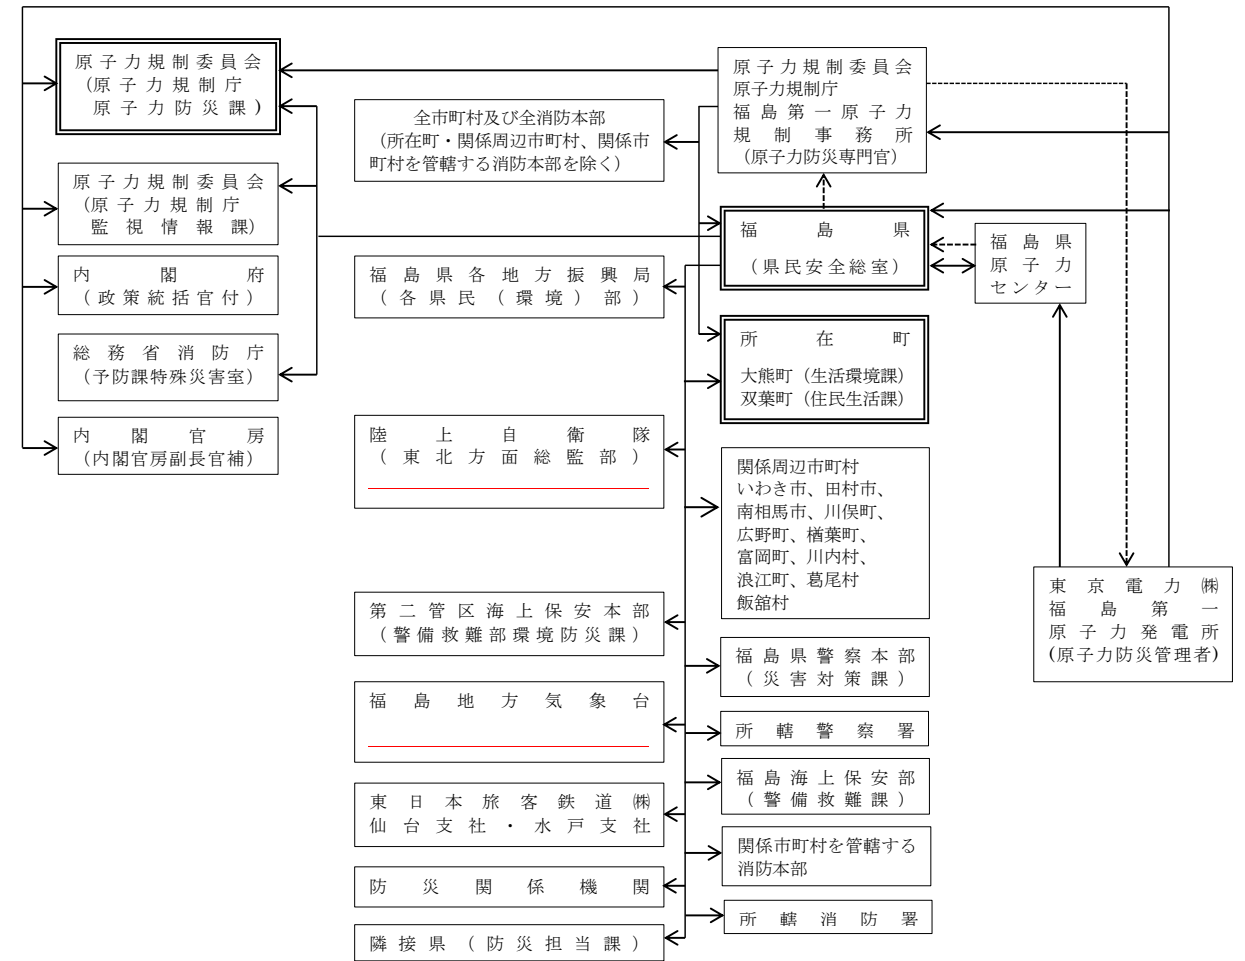 原子力規制委員会
(原子力規制庁
原子力防災課)
原子力規制委員会
(原子力規制庁
監視情報課)
内閣府
(政策統括官付)
総務省消防庁
(予防課特殊災害室)
内閣官房
(内閣官房副長官補)
全市町村及び全消防本部
(所在町・関係周辺市町村、関係市
町村を管轄する消防本部を除く)
福島県各地方振興局
(各県民(環境)部)
陸上自衛隊
(東北方面総監部)
第二管区海上保安本部
(警備救難部環境防災課)
福島地方気象台
東日本旅客鉄道㈱
仙台支社・水戸支社
防災関係機関
隣接県(防災担当課)
原子力規制委員会
原子力規制庁
福島第一原子力
規制事務所
(原子力防災専門官)
福島県
(県民安全総室)
所在町
大熊町(生活環境課)
双葉町(住民生活課)
関係周辺市町村
いわき市、田村市、
南相馬市、川俣町、
広野町、楢葉町、
富岡町、川内村、
浪江町、葛尾村
飯舘村
福島県警察本部
(災害対策課)
所轄警察署
福島海上保安部
(警備救難課)
関係市町村を管轄する
消防本部
所轄消防署
福島県
原子力
センター
東京電力㈱
福島第一
原子力発電所
(原子力防災管理者)